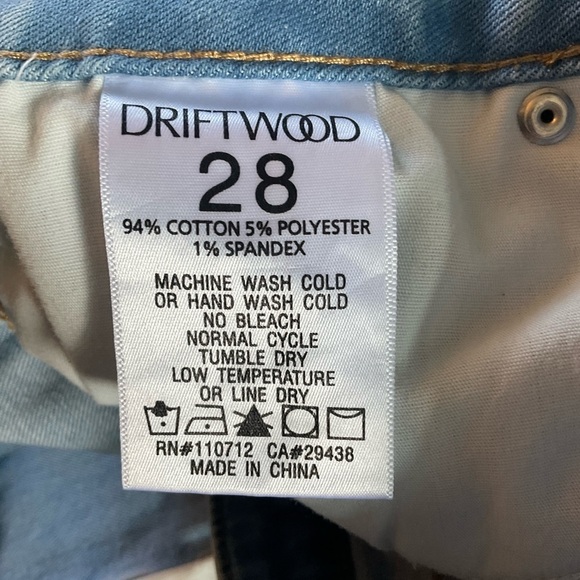 DRIFTWOOD
28
94% COTTON 5% POLYESTER
1% SPANDEX
MACHINE WASH COLD
OR HAND WASH COLD
NO BLEACH
NORMAL CYCLE
TUMBLE DRY
LOW TEMPERATURE
OR LINE DRY
RN#110712 CA#29438
MADE IN CHINA